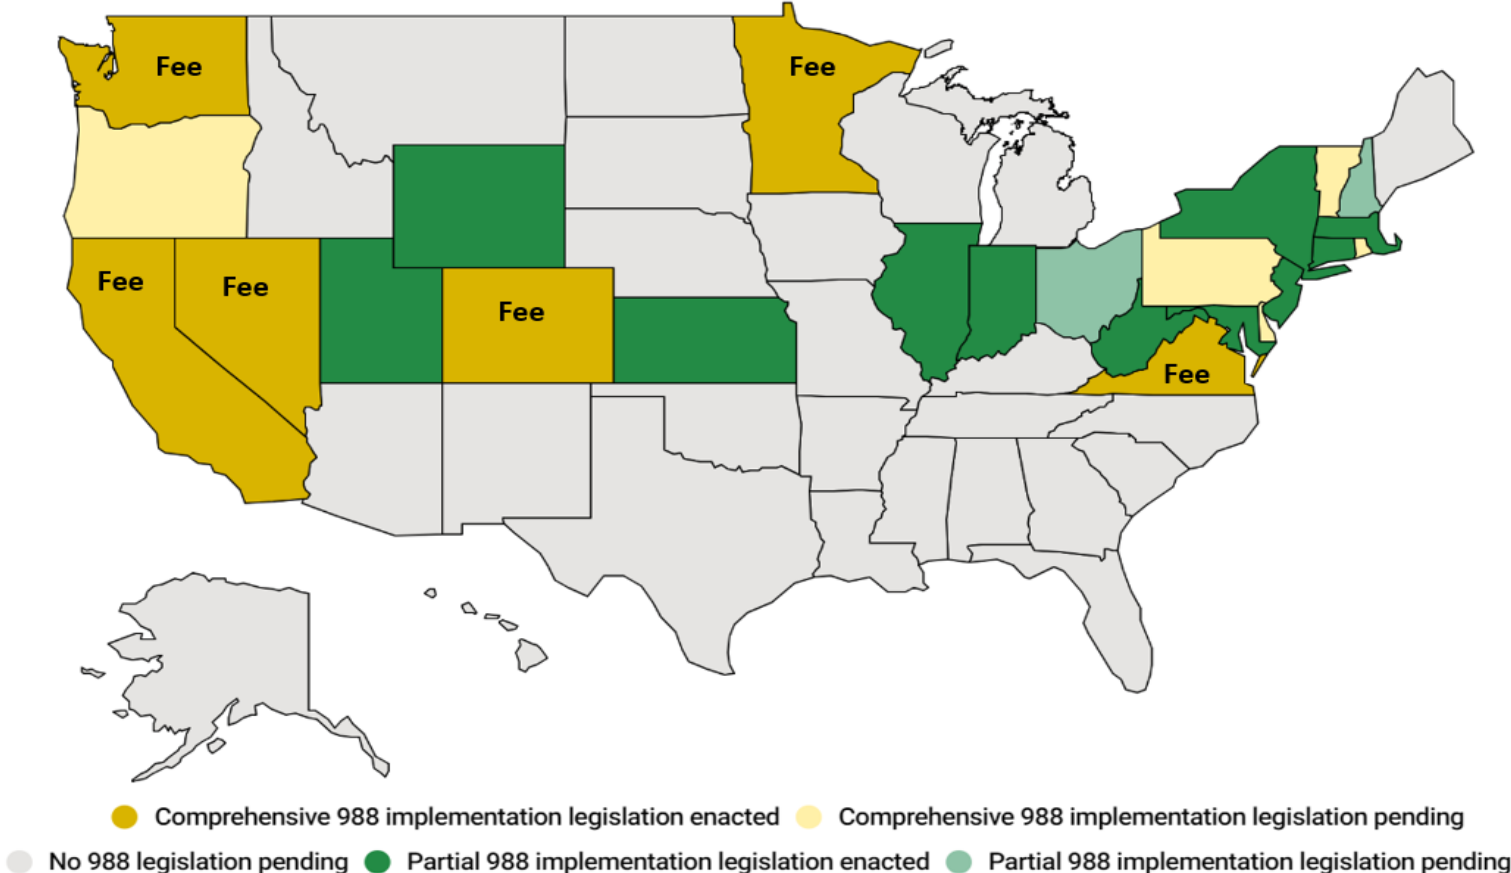 Fee
Fee
Fee
Fee
Fee
Fee
Comprehensive 988 implementation legislation enacted
Comprehensive 988 implementation legislation pending
No 988 legislation pending
Partial 988 implementation legislation enacted
Partial 988 implementation legislation pending